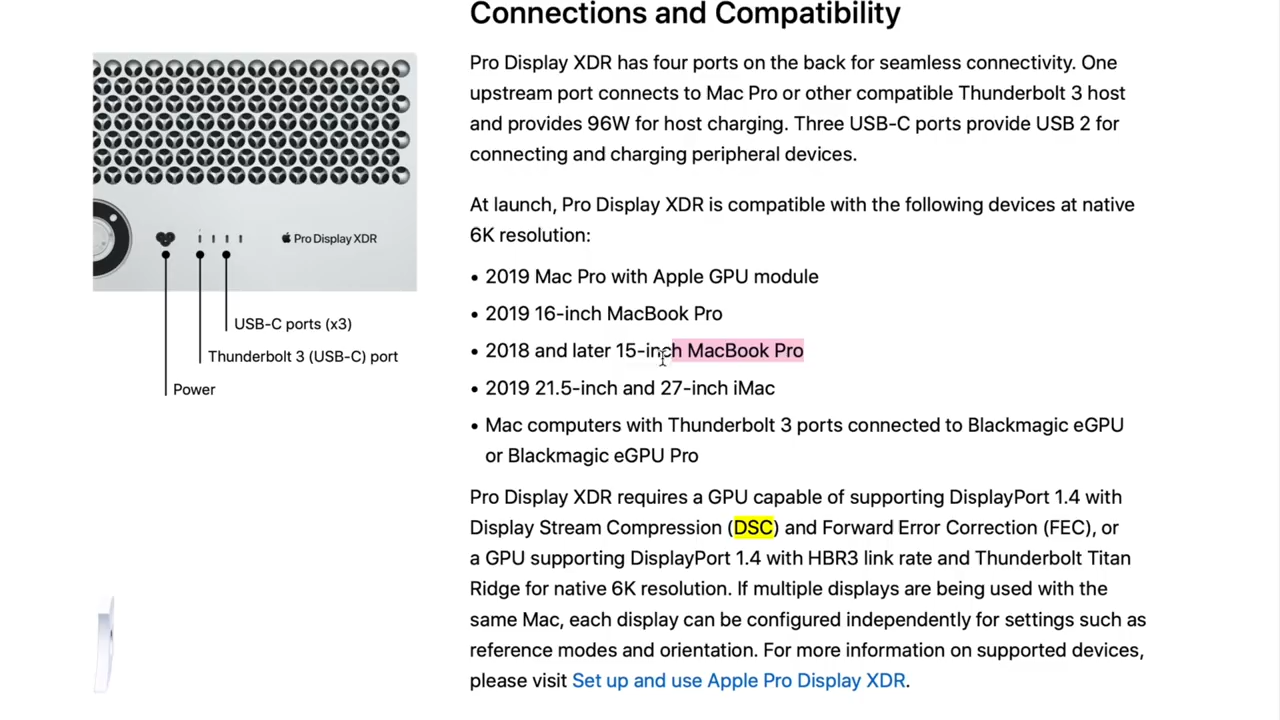 Connections and Compatibility
Pro Display XDR has four ports on the back for seamless connectivity. One
upstream port connects to Mac Pro or other compatible Thunderbolt 3 host
and provides 96W for host charging. Three USB-C ports provide USB 2 for
connecting and charging peripheral devices.
At launch, Pro Display XDR is compatible with the following devices at native
6K resolution:
• 2019 Mac Pro with Apple GPU module
• 2019 16-inch MacBook Pro
• 2018 and later 15-inch MacBook Pro
• 2019 21.5-inch and 27-inch iMac
• Mac computers with Thunderbolt 3 ports connected to Blackmagic eGPU
or Blackmagic eGPU Pro
Pro Display XDR requires a GPU capable of supporting DisplayPort 1.4 with
Display Stream Compression (DSC) and Forward Error Correction (FEC), or
a GPU supporting DisplayPort 1.4 with HBR3 link rate and Thunderbolt Titan
Ridge for native 6K resolution. If multiple displays are being used with the
same Mac, each display can be configured independently for settings such as
reference modes and orientation. For more information on supported devices,
please visit Set up and use Apple Pro Display XDR.
Pro Display XDR
USB-C ports (x3)
Thunderbolt 3 (USB-C) port
Power